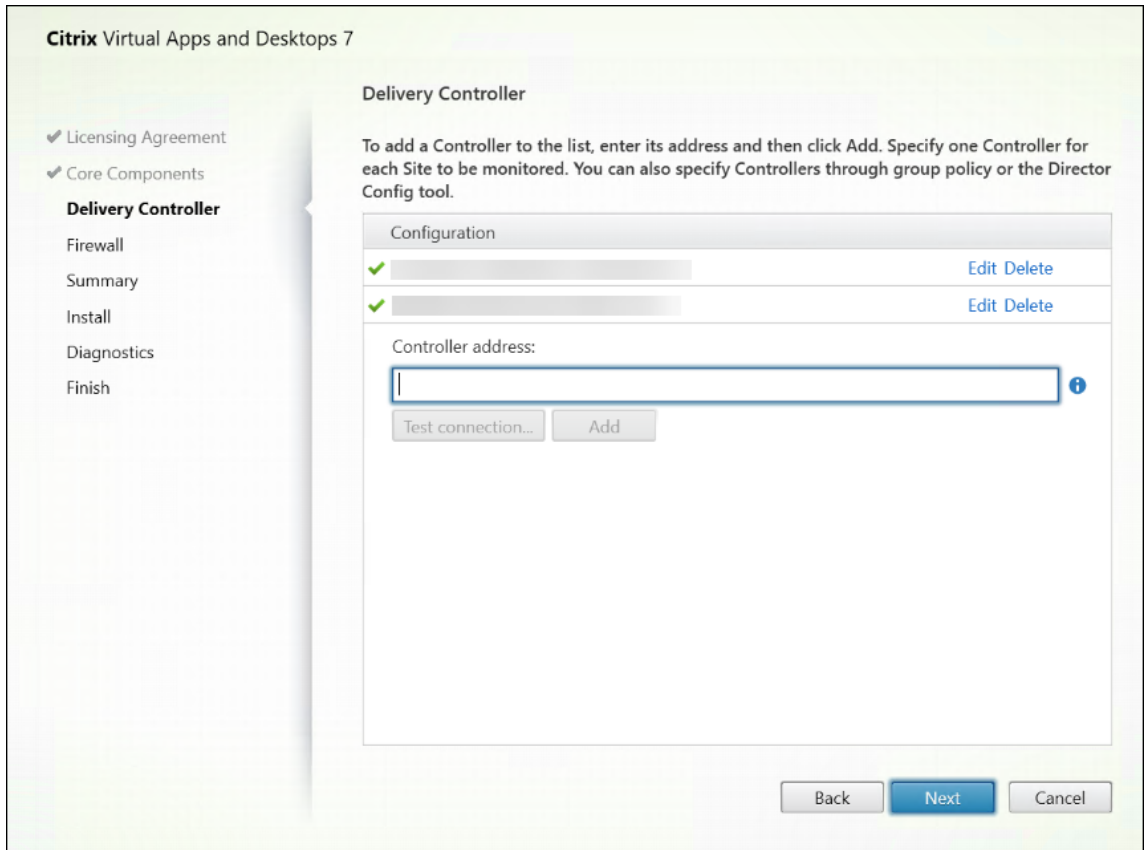 Citrix Virtual Apps and Desktops 7
Licensing Agreement
Core Components
Delivery Controller
Firewall
Summary
Install
Diagnostics
Finish
Delivery Controller
To add a Controller to the list, enter its address and then click Add. Specify one Controller for
each Site to be monitored. You can also specify Controllers through group policy or the Director
Config tool.
Configuration
Edit Delete
Edit Delete
Controller address:
Test connection...
Add
Back
Next
Cancel